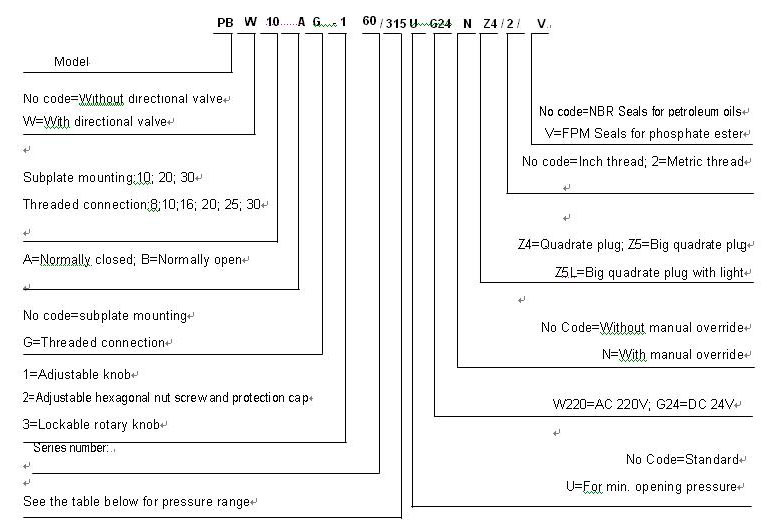 PB W 10 A G - 1 60 / 315 U G24 N Z4 / 2 / V
Model
No code=Without directional valve
W=With directional valve
Subplate mounting:10; 20; 30
Threaded connection:8;10;16; 20; 25; 30
A=Normally closed; B=Normally open
No code=subplate mounting
G=Threaded connection
1=Adjustable knob
2=Adjustable hexagonal nut screw and protection cap
3=Lockable rotary knob
Series number:
See the table below for pressure range
No code=NBR Seals for petroleum oils
V=FPM Seals for phosphate ester
No code=Inch thread; 2=Metric thread
Z4=Quadrate plug; Z5=Big quadrate plug
Z5L=Big quadrate plug with light
No Code=Without manual override
N=With manual override
W220=AC 220V; G24=DC 24V
No Code=Standard
U=For min. opening pressure